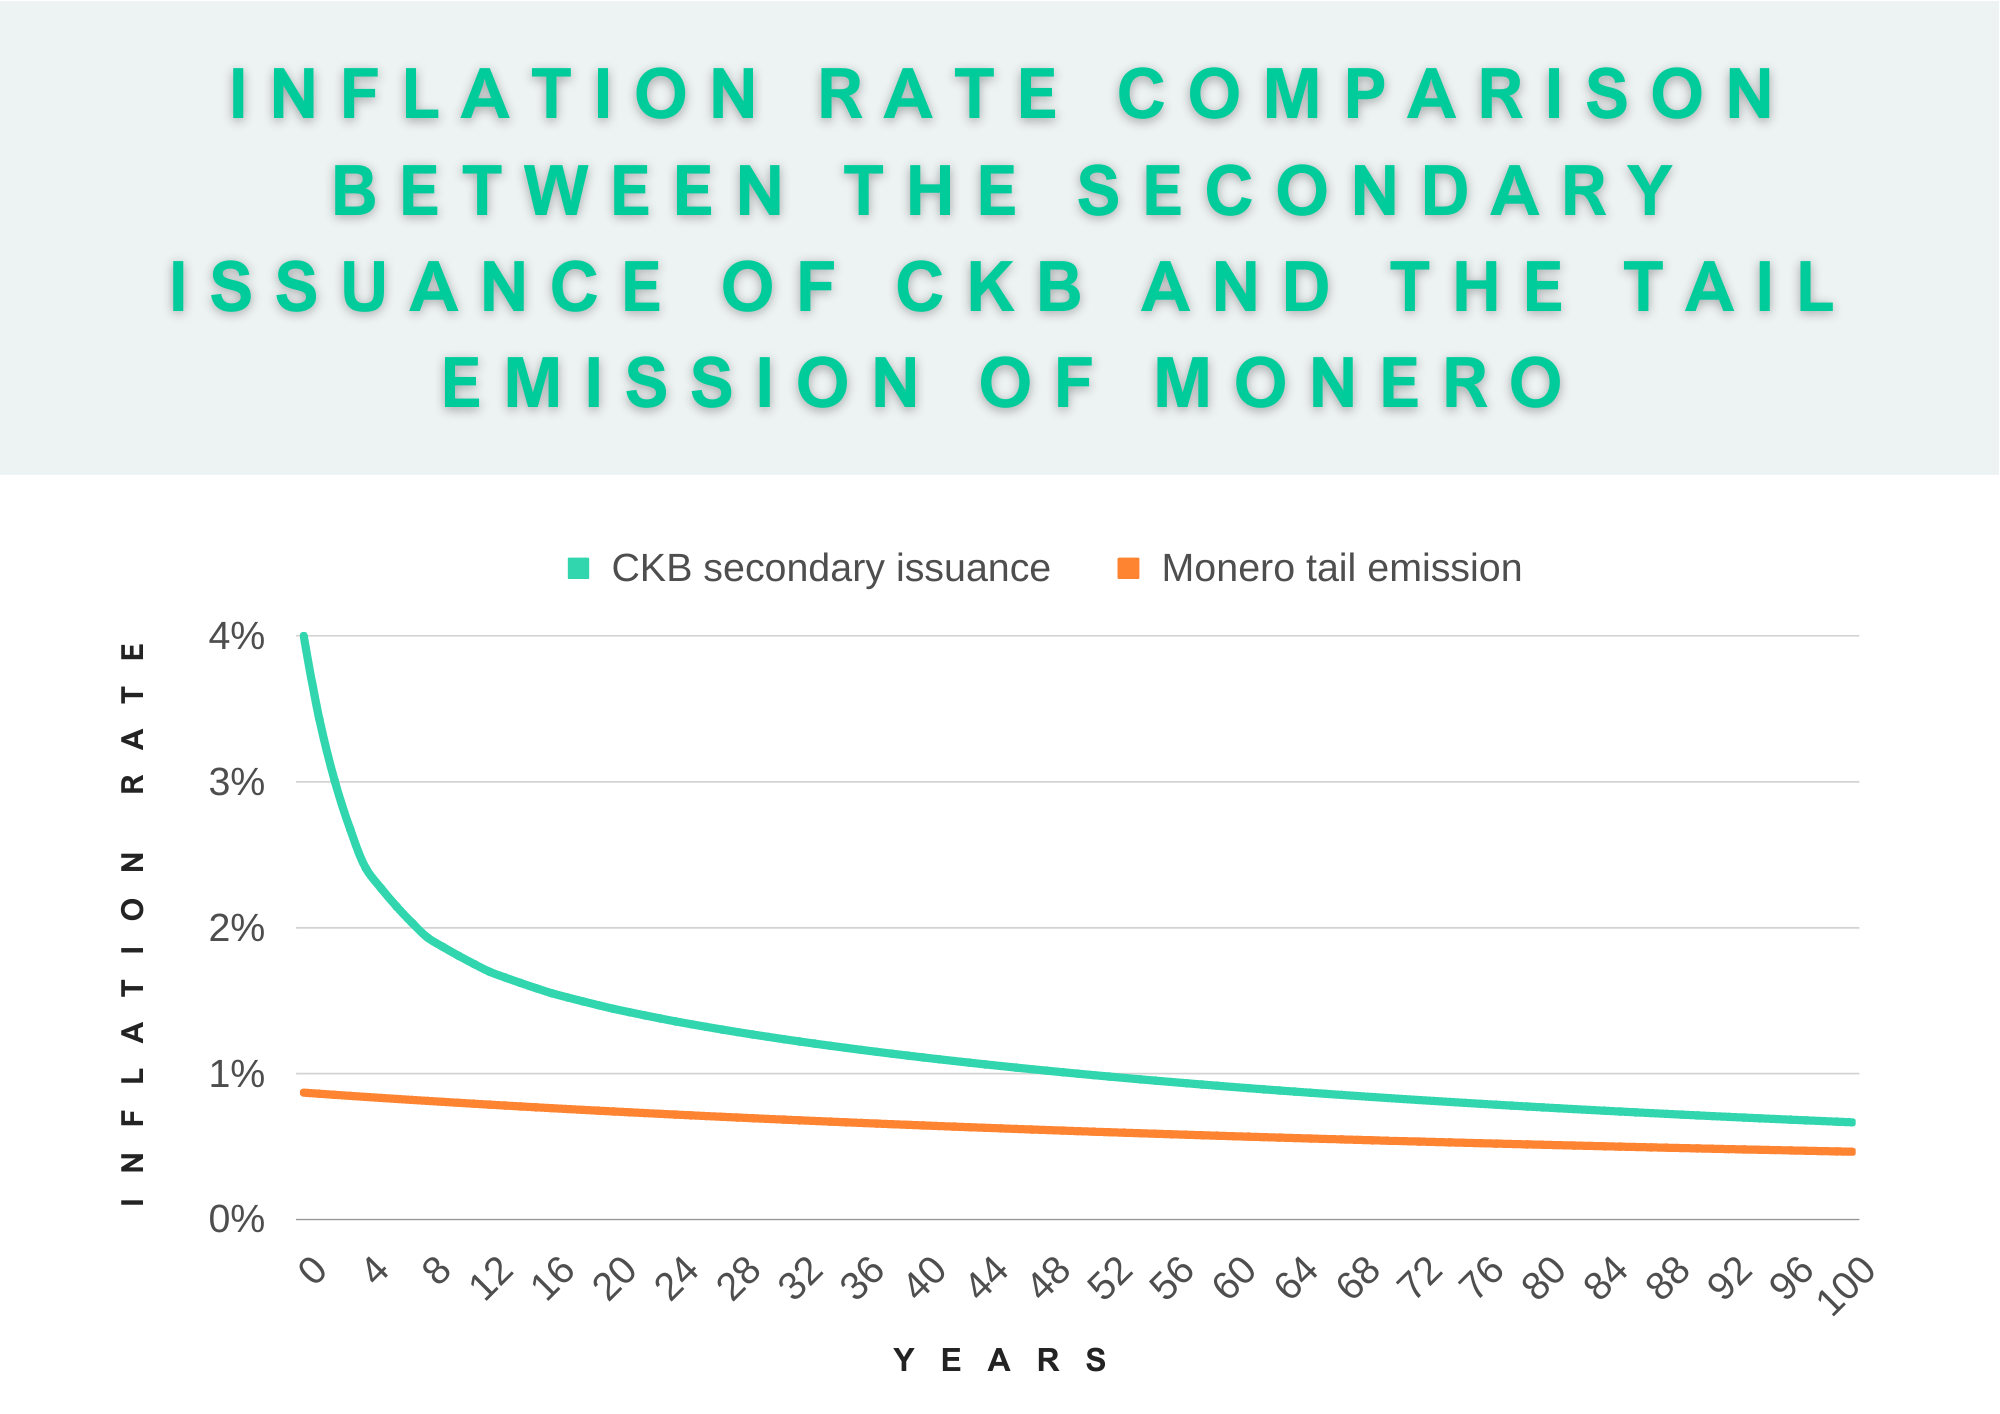 INFLATION RATE COMPARISON
BETWEEN THE SECONDARY
ISSUANCE OF CKB AND THE TAIL
EMISSION OF MONERO
CKB secondary issuance
Monero tail emission
INFLATION RATE
4%
3%
2%
1%
0%
0 4 8 12 16 20 24 28 32 36 40 44 48 52 56 60 64 68 72 76 80 84 88 92 96 100
YEARS